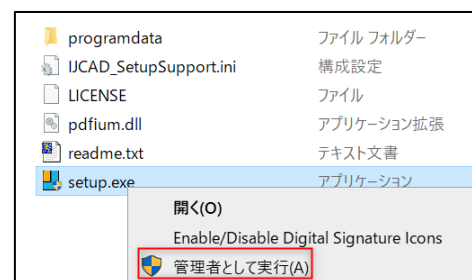 programdata ファイル フォルダー
IJCAD_SetupSupport.ini 構成設定
LICENSE ファイル
pdfium.dll アプリケーション拡張
readme.txt テキスト文書
setup.exe アプリケーション
開く(O)
Enable/Disable Digital Signature Icons
管理者として実行(A)